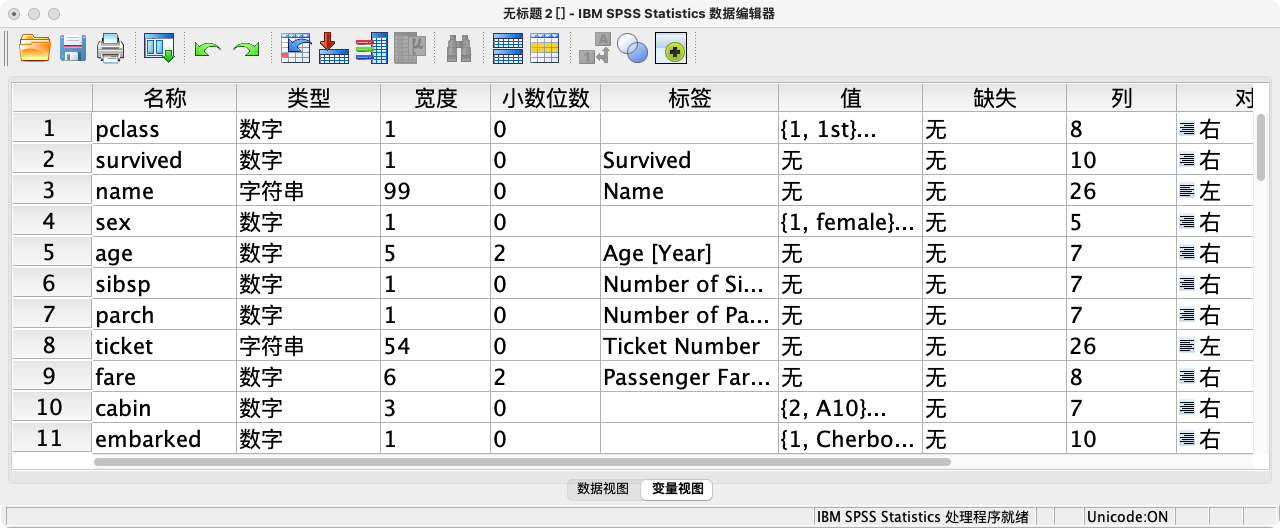 无标题 2 [] - IBM SPSS Statistics 数据编辑器
名称 类型 宽度 小数位数 标签 值 缺失 列 对
1 pclass 数字 1 0 {1, 1st}... 无 8 右
2 survived 数字 1 0 Survived 无 无 10 右
3 name 字符串 99 0 Name 无 无 26 左
4 sex 数字 1 0 {1, female}... 无 5 右
5 age 数字 5 2 Age [Year] 无 无 7 右
6 sibsp 数字 1 0 Number of Si... 无 无 7 右
7 parch 数字 1 0 Number of Pa... 无 无 7 右
8 ticket 字符串 54 0 Ticket Number 无 无 26 左
9 fare 数字 6 2 Passenger Far... 无 无 8 右
10 cabin 数字 3 0 {2, A10}... 无 7 右
11 embarked 数字 1 0 {1, Cherbo... 无 10 右
数据视图 变量视图
IBM SPSS Statistics 处理程序就绪 Unicode:ON